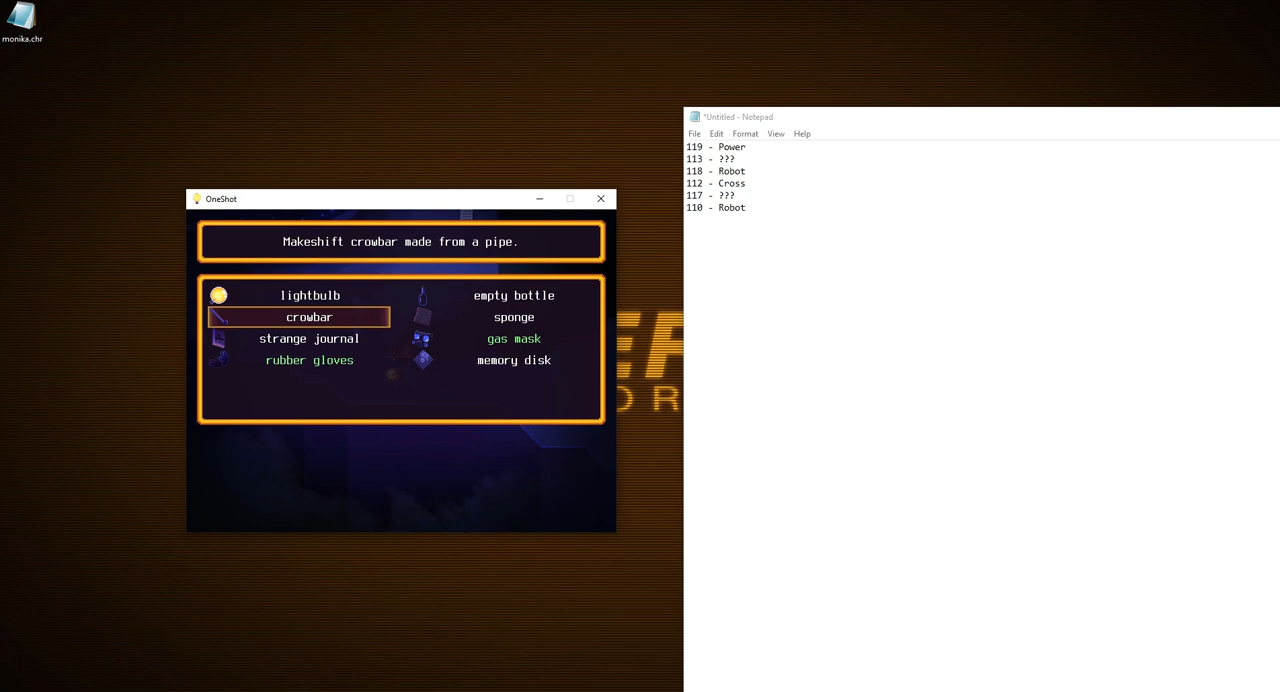 monika.chr
*Untitled - Notepad
File Edit Format View Help
119 - Power
113 - ???
118 - Robot
112 - Cross
117 - ???
110 - Robot
OneShot
Makeshift crowbar made from a pipe.
lightbulb empty bottle
crowbar sponge
strange journal gas mask
rubber gloves memory disk